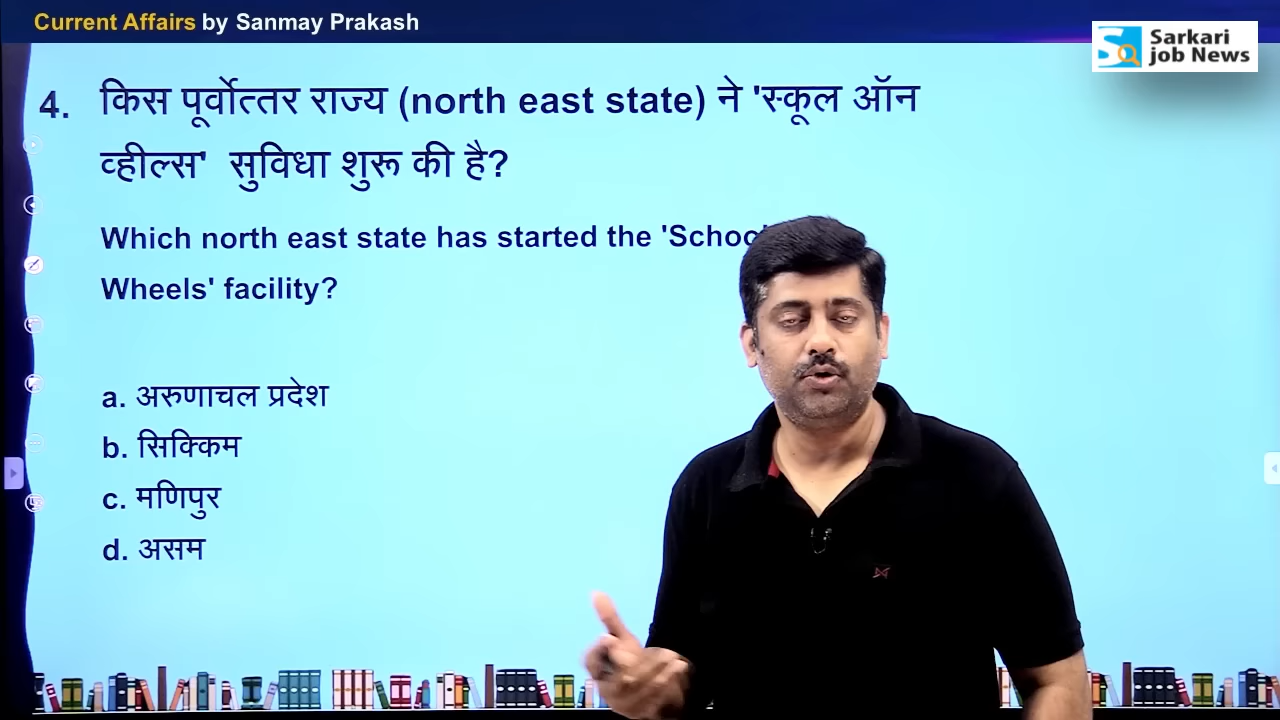 Current Affairs by Sanmay Prakash
Sarkari
job News
4. किस पूर्वोत्तर राज्य (north east state) ने 'स्कूल ऑन
व्हील्स' सुविधा शुरू की है?
Which north east state has started the 'School
Wheels' facility?
a. अरुणाचल प्रदेश
b. सिक्किम
c. मणिपुर
d. असम